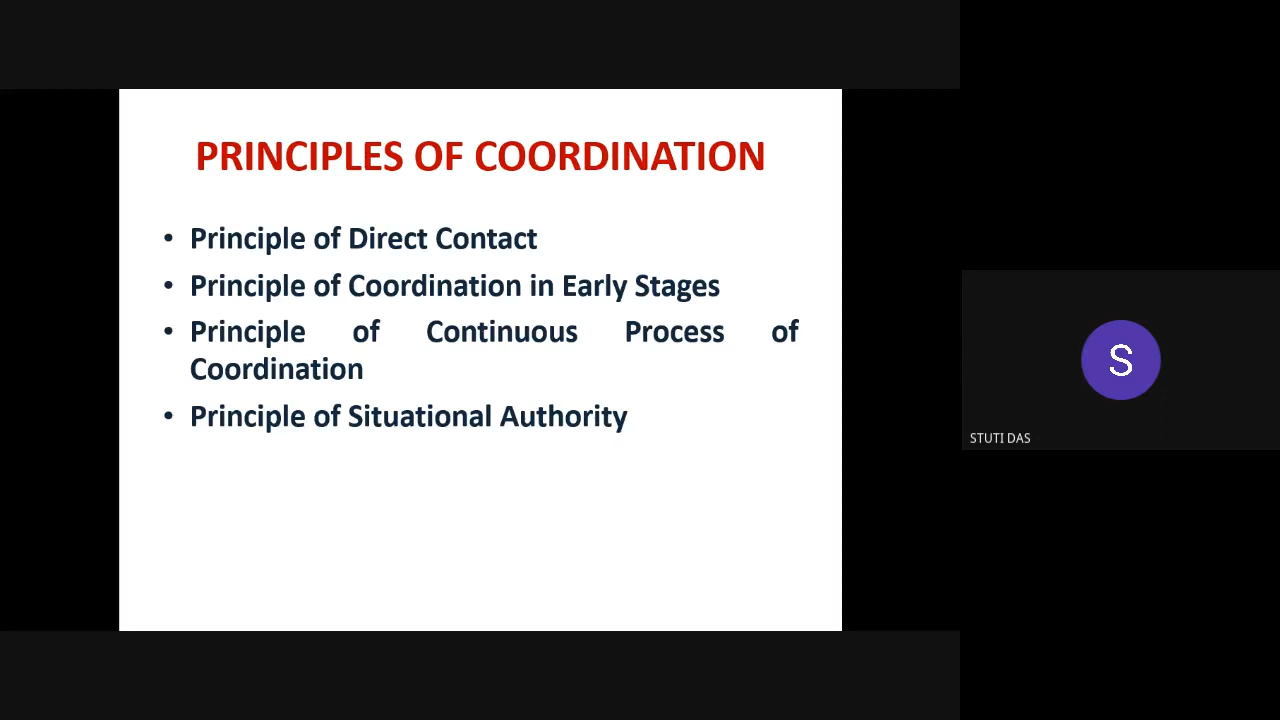 PRINCIPLES OF COORDINATION
• Principle of Direct Contact
• Principle of Coordination in Early Stages
• Principle of Continuous Process of
Coordination
• Principle of Situational Authority
S
STUTI DAS